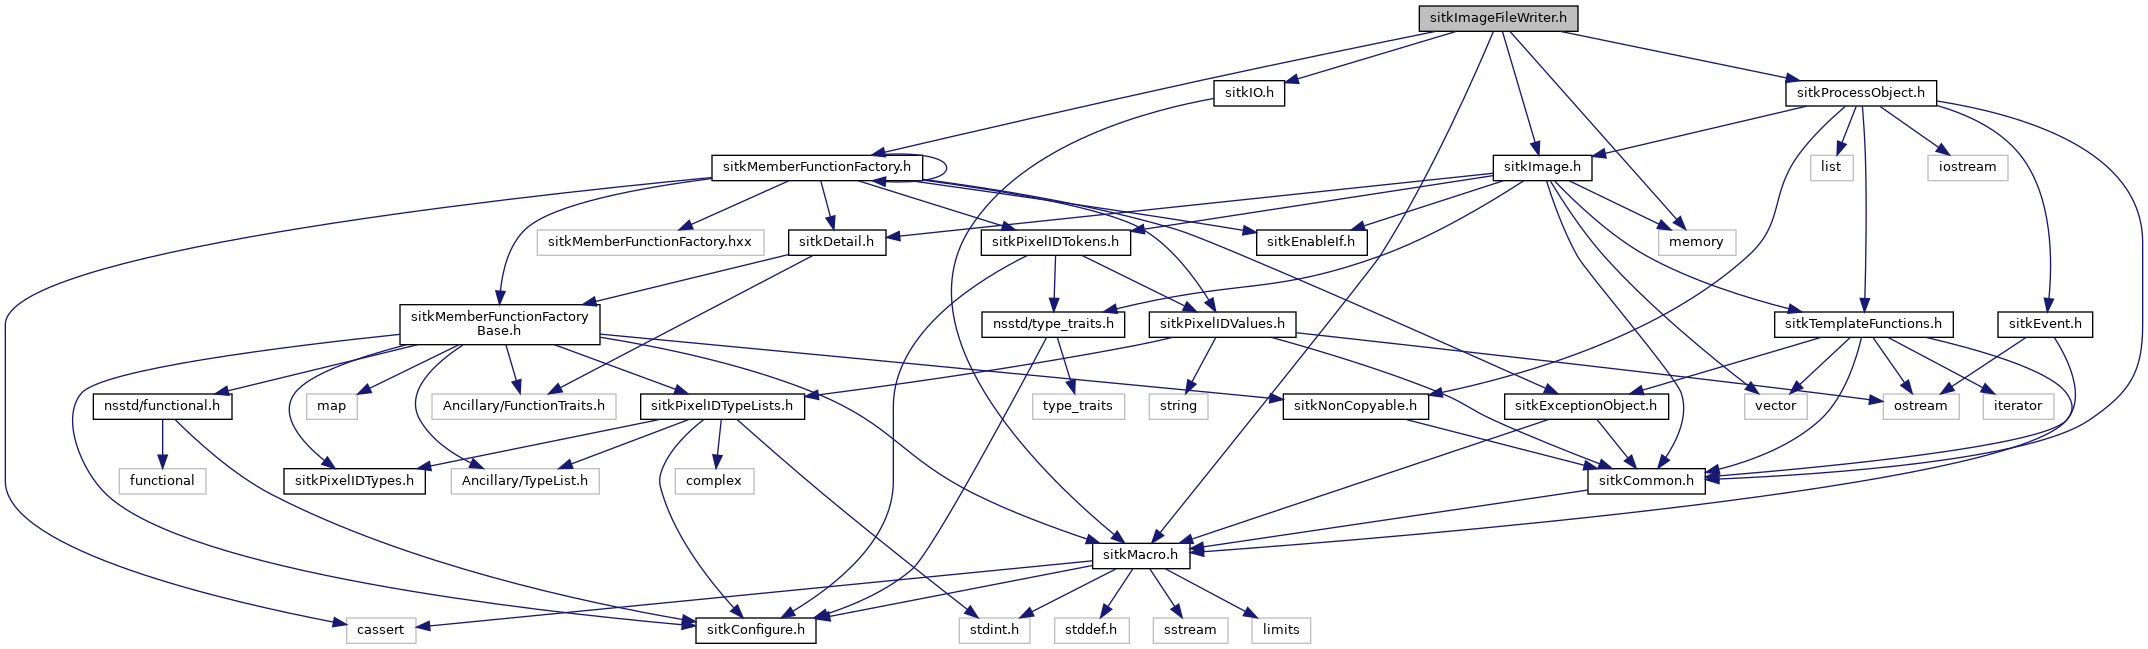 sitkImageFileWriter.h
sitkIO.h
sitkProcessObject.h
sitkMemberFunctionFactory.h
sitkImage.h
list
iostream
sitkMemberFunctionFactory.hxx
sitkDetail.h
sitkPixelIDTokens.h
sitkEnableIf.h
memory
sitkMemberFunctionFactory
Base.h
nsstd/type_traits.h
sitkPixelIDValues.h
sitkTemplateFunctions.h
sitkEvent.h
nsstd/functional.h
map
Ancillary/FunctionTraits.h
sitkPixelIDTypeLists.h
type_traits
string
sitkNonCopyable.h
sitkExceptionObject.h
vector
ostream
iterator
functional
sitkPixelIDTypes.h
Ancillary/TypeList.h
complex
sitkCommon.h
sitkMacro.h
cassert
sitkConfigure.h
stdint.h
stddef.h
sstream
limits